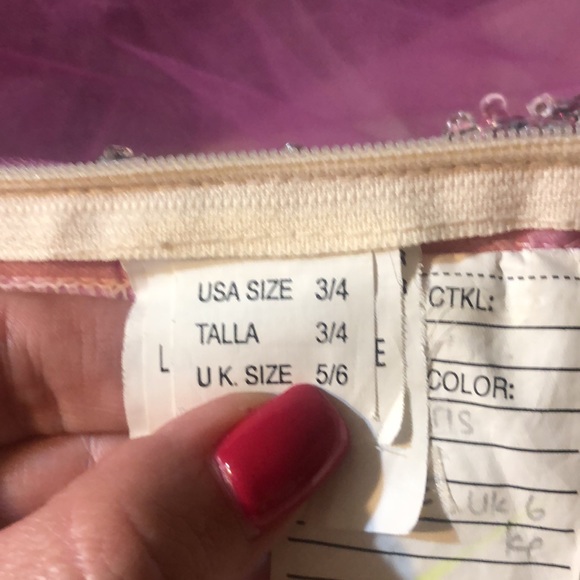 USA SIZE 3/4
TALLA 3/4
U K. SIZE 5/6
L
E
CTKL:
COLOR:
UK 6